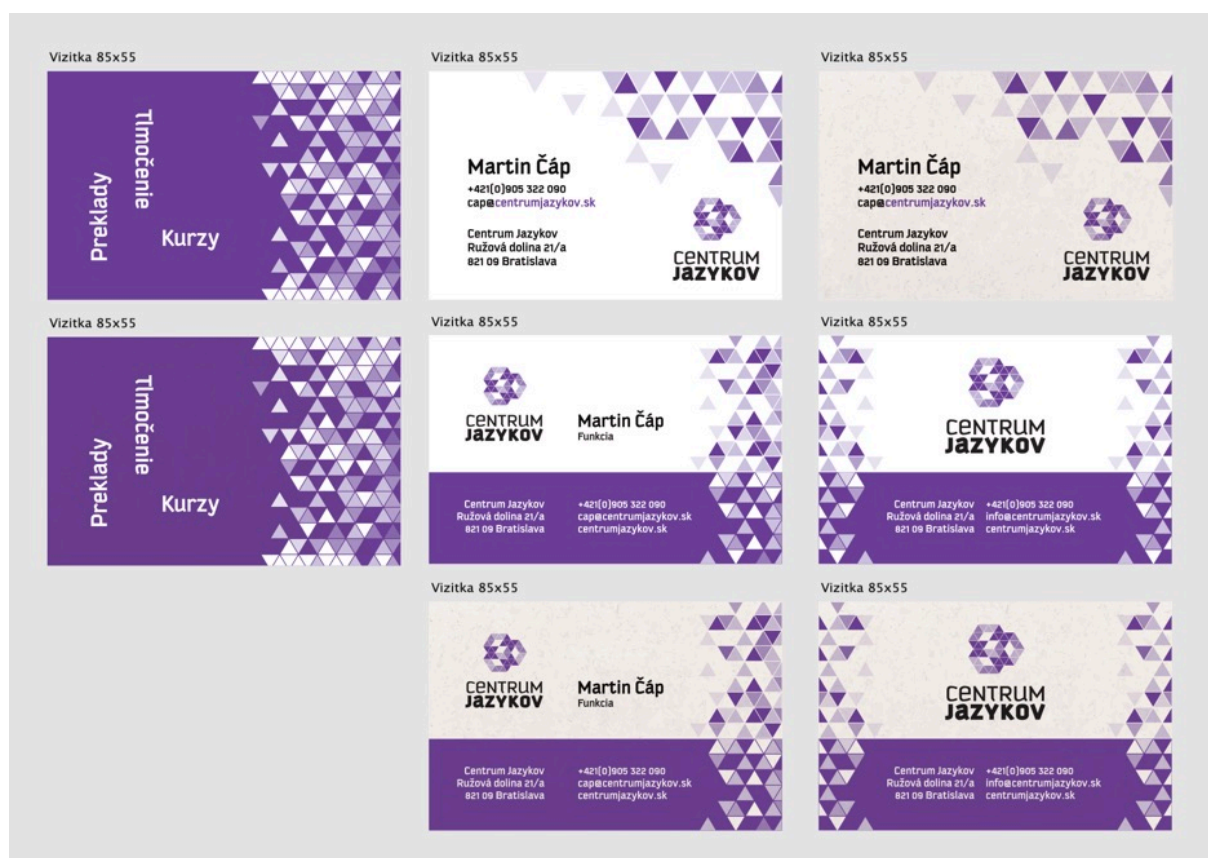 Vizitka 85x55
Preklady
Tlmočenie
Kurzy
Vizitka 85x55
Martin Čáp
+421(0)905 322 090
cap@centrumjazykov.sk
Centrum Jazykov
Ružová dolina 21/a
821 09 Bratislava
CENTRUM
JAZYKOV
Vizitka 85x55
Martin Čáp
+421(0)905 322 090
cap@centrumjazykov.sk
Centrum Jazykov
Ružová dolina 21/a
821 09 Bratislava
CENTRUM
JAZYKOV
Vizitka 85x55
Preklady
Tlmočenie
Kurzy
Vizitka 85x55
CENTRUM
JAZYKOV
Martin Čáp
Funkcia
Centrum Jazykov
Ružová dolina 21/a
821 09 Bratislava
+421(0)905 322 090
cap@centrumjazykov.sk
centrumjazykov.sk
Vizitka 85x55
CENTRUM
JAZYKOV
Centrum Jazykov
Ružová dolina 21/a
821 09 Bratislava
+421(0)905 322 090
info@centrumjazykov.sk
centrumjazykov.sk
Vizitka 85x55
CENTRUM
JAZYKOV
Martin Čáp
Funkcia
Centrum Jazykov
Ružová dolina 21/a
821 09 Bratislava
+421(0)905 322 090
cap@centrumjazykov.sk
centrumjazykov.sk
Vizitka 85x55
CENTRUM
JAZYKOV
Centrum Jazykov
Ružová dolina 21/a
821 09 Bratislava
+421(0)905 322 090
info@centrumjazykov.sk
centrumjazykov.sk